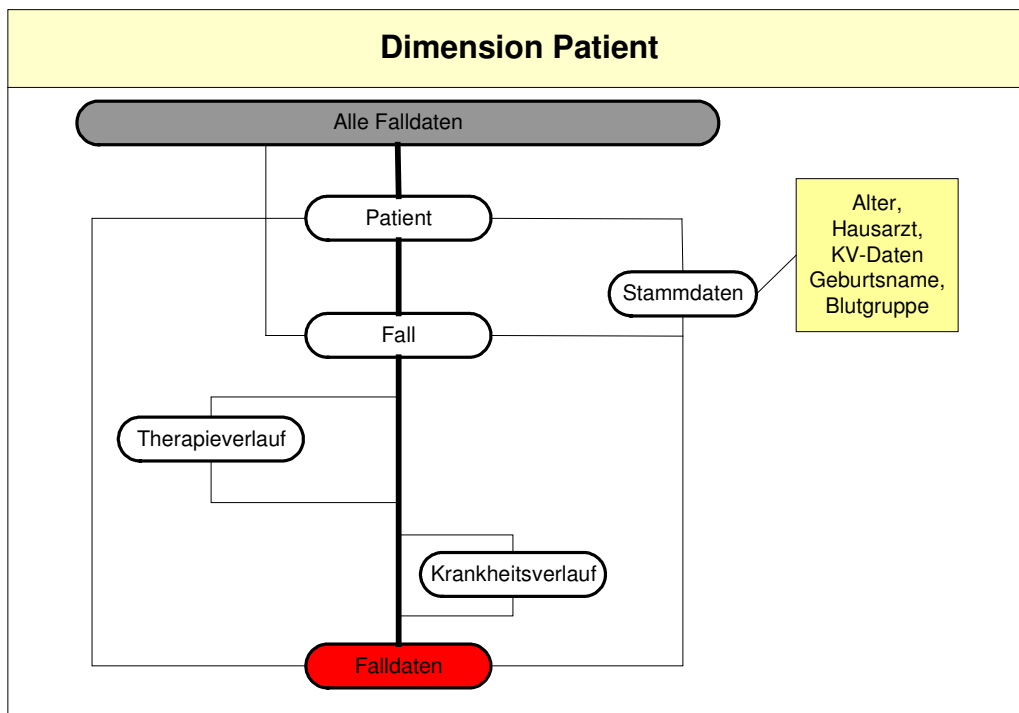 Dimension Patient
Alle Falldaten
Patient
Alter,
Hausarzt,
KV-Daten
Geburtsname,
Blutgruppe
Stammdaten
Fall
Therapieverlauf
Krankheitsverlauf
Falldaten